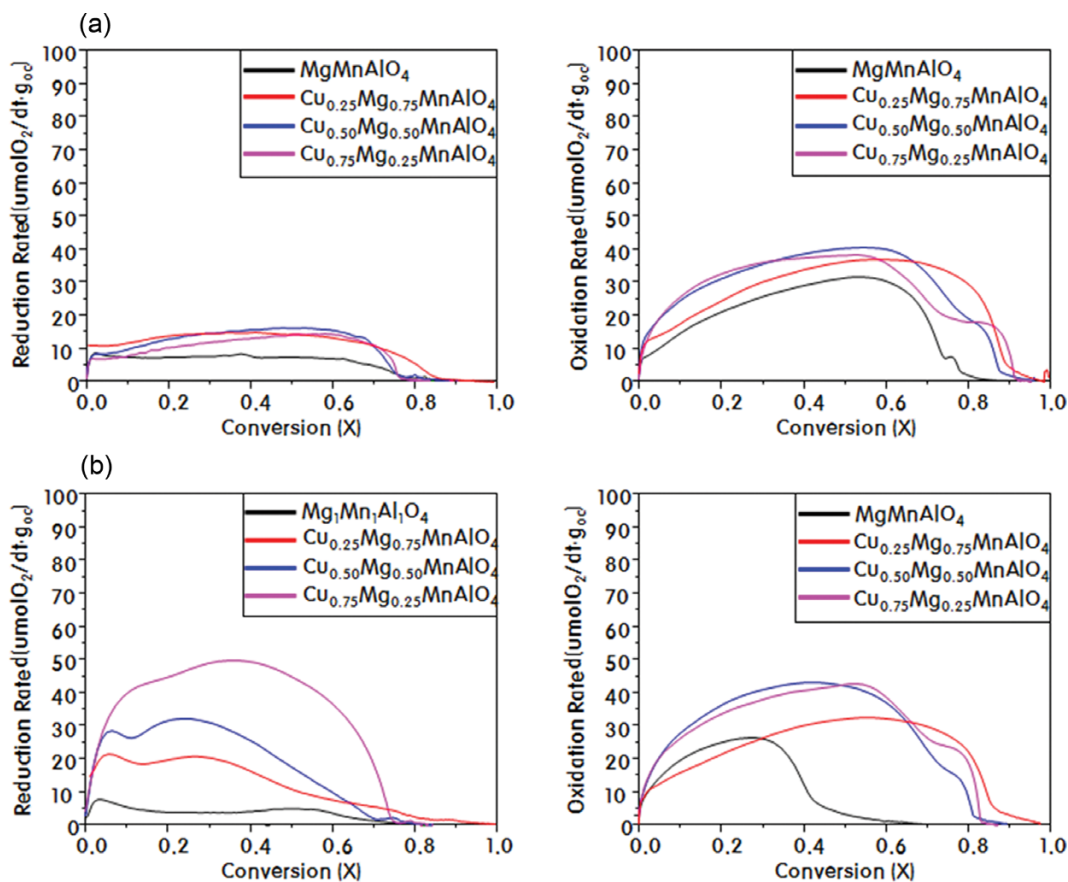 (a)
Reduction Rated(umolO2/dt·goc)
100
90
80
70
60
50
40
30
20
10
0
MgMnAlO4
Cu0.25Mg0.75MnAlO4
Cu0.50Mg0.50MnAlO4
Cu0.75Mg0.25MnAlO4
0.0 0.2 0.4 0.6 0.8 1.0
Conversion (X)
Oxidation Rated(umolO2/dt·goc)
100
90
80
70
60
50
40
30
20
10
0
MgMnAlO4
Cu0.25Mg0.75MnAlO4
Cu0.50Mg0.50MnAlO4
Cu0.75Mg0.25MnAlO4
0.0 0.2 0.4 0.6 0.8 1.0
Conversion (X)
(b)
Reduction Rated(umolO2/dt·goc)
100
90
80
70
60
50
40
30
20
10
0
Mg1Mn1Al1O4
Cu0.25Mg0.75MnAlO4
Cu0.50Mg0.50MnAlO4
Cu0.75Mg0.25MnAlO4
0.0 0.2 0.4 0.6 0.8 1.0
Conversion (X)
Oxidation Rated(umolO2/dt·goc)
100
90
80
70
60
50
40
30
20
10
0
MgMnAlO4
Cu0.25Mg0.75MnAlO4
Cu0.50Mg0.50MnAlO4
Cu0.75Mg0.25MnAlO4
0.0 0.2 0.4 0.6 0.8 1.0
Conversion (X)